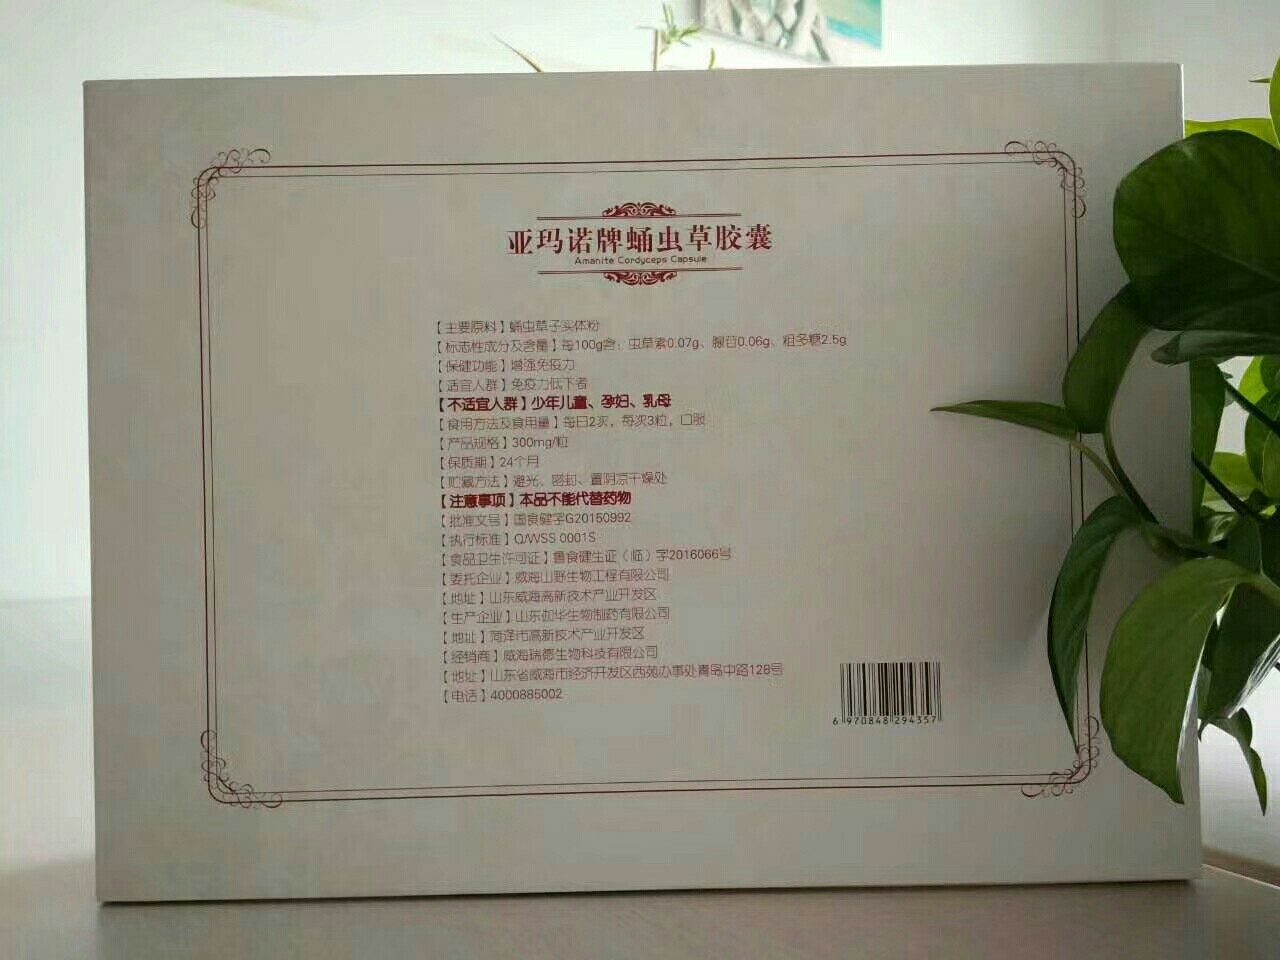 亚玛诺牌蛹虫草胶囊
Amanite Cordyceps Capsule
【主要原料】蛹虫草子实体粉
【标志性成分及含量】每100g含：虫草素0.07g、腺苷0.06g、粗多糖2.5g
【保健功能】增强免疫力
【适宜人群】免疫力低下者
【不适宜人群】少年儿童、孕妇、乳母
【食用方法及食用量】每日2次，每次3粒，口服
【产品规格】300mg/粒
【保质期】24个月
【贮藏方法】避光、密封、置阴凉干燥处
【注意事项】本品不能代替药物
【批准文号】国食健字G20150992
【执行标准】Q/WSS 0001S
【食品卫生许可证】鲁食健生证（临）字2016066号
【委托企业】威海山野生物工程有限公司
【地址】山东威海高新技术产业开发区
【生产企业】山东伽华生物制药有限公司
【地址】菏泽市高新技术产业开发区
【经销商】威海瑞德生物科技有限公司
【地址】山东省威海市经济开发区西苑办事处青岛中路128号
【电话】4000885002
6 970848 294357